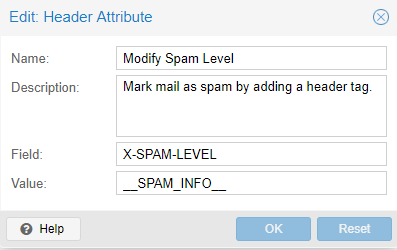 Edit: Header Attribute
Name: Modify Spam Level
Description: Mark mail as spam by adding a header tag.
Field: X-SPAM-LEVEL
Value: __SPAM_INFO__
? Help OK Reset